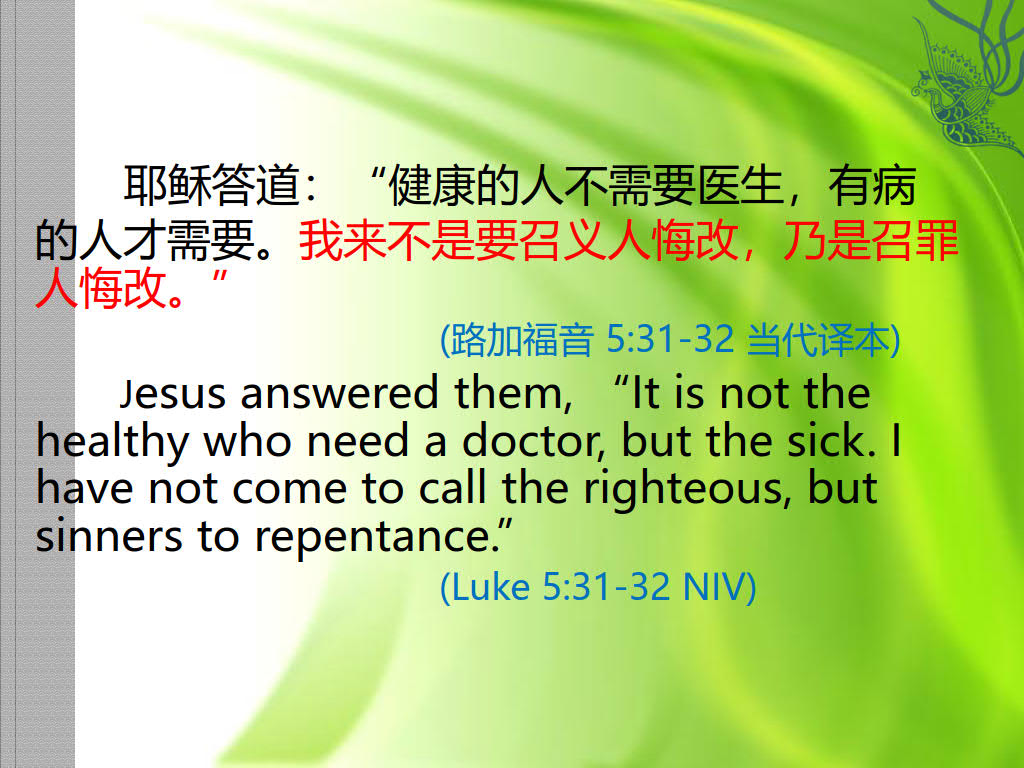 耶稣答道：“健康的人不需要医生，有病
的人才需要。我来不是要召义人悔改，乃是召罪
人悔改。”
(路加福音 5:31-32 当代译本)
Jesus answered them, “It is not the
healthy who need a doctor, but the sick. I
have not come to call the righteous, but
sinners to repentance.”
(Luke 5:31-32 NIV)